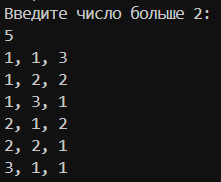 Введите число больше 2:
5
1, 1, 3
1, 2, 2
1, 3, 1
2, 1, 2
2, 2, 1
3, 1, 1